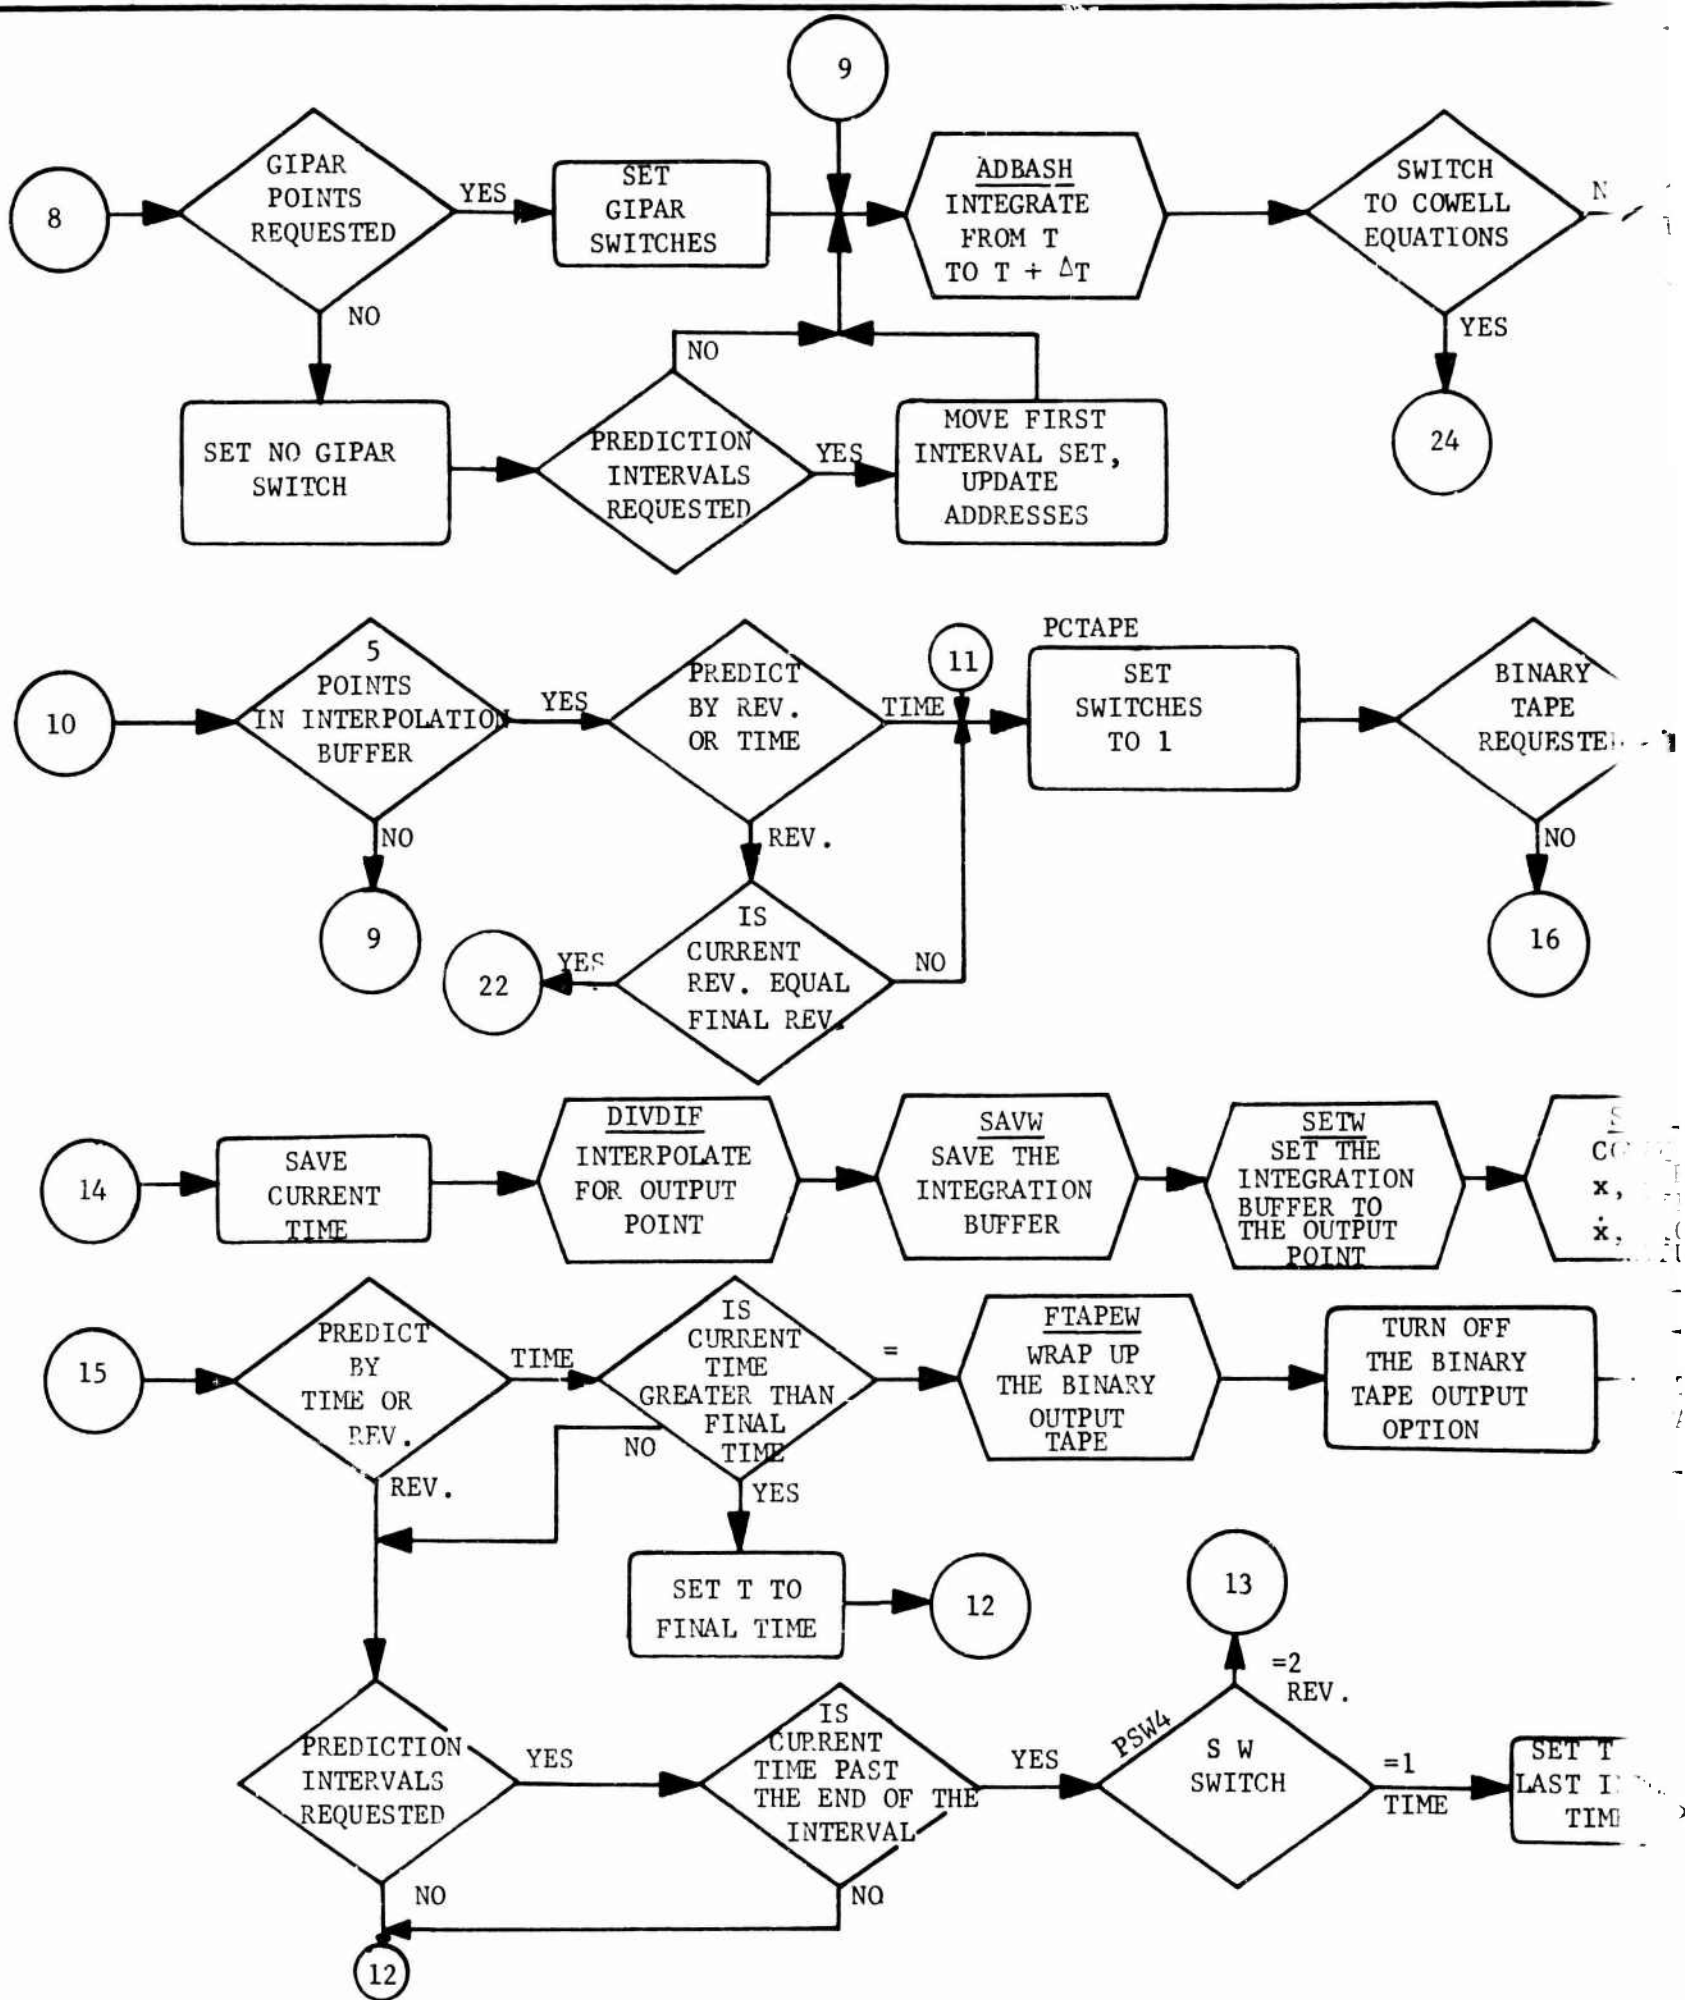 9
8
GIPAR
POINTS
REQUESTED
YES
NO
SET
GIPAR
SWITCHES
ADBASH
INTEGRATE
FROM T
TO T + ΔT
SWITCH
TO COWELL
EQUATIONS
N
YES
24
SET NO GIPAR
SWITCH
PREDICTION
INTERVALS
REQUESTED
NO
YES
MOVE FIRST
INTERVAL SET,
UPDATE
ADDRESSES
10
5
POINTS
IN INTERPOLATION
BUFFER
YES
NO
9
PREDICT
BY REV.
OR TIME
TIME
REV.
11
PCTAPE
SET
SWITCHES
TO 1
BINARY
TAPE
REQUESTE
NO
16
IS
CURRENT
REV. EQUAL
FINAL REV.
YES
22
NO
14
SAVE
CURRENT
TIME
DIVDIF
INTERPOLATE
FOR OUTPUT
POINT
SAVW
SAVE THE
INTEGRATION
BUFFER
SETW
SET THE
INTEGRATION
BUFFER TO
THE OUTPUT
POINT
x,
ẋ,
15
PREDICT
BY
TIME OR
REV.
TIME
REV.
IS
CURRENT
TIME
GREATER THAN
FINAL
TIME
=
NO
YES
FTAPEW
WRAP UP
THE BINARY
OUTPUT
TAPE
TURN OFF
THE BINARY
TAPE OUTPUT
OPTION
SET T TO
FINAL TIME
12
13
=2
REV.
PREDICTION
INTERVALS
REQUESTED
YES
NO
IS
CURRENT
TIME PAST
THE END OF THE
INTERVAL
YES
NO
PSW4
S W
SWITCH
=1
TIME
SET T
LAST
TIM
12